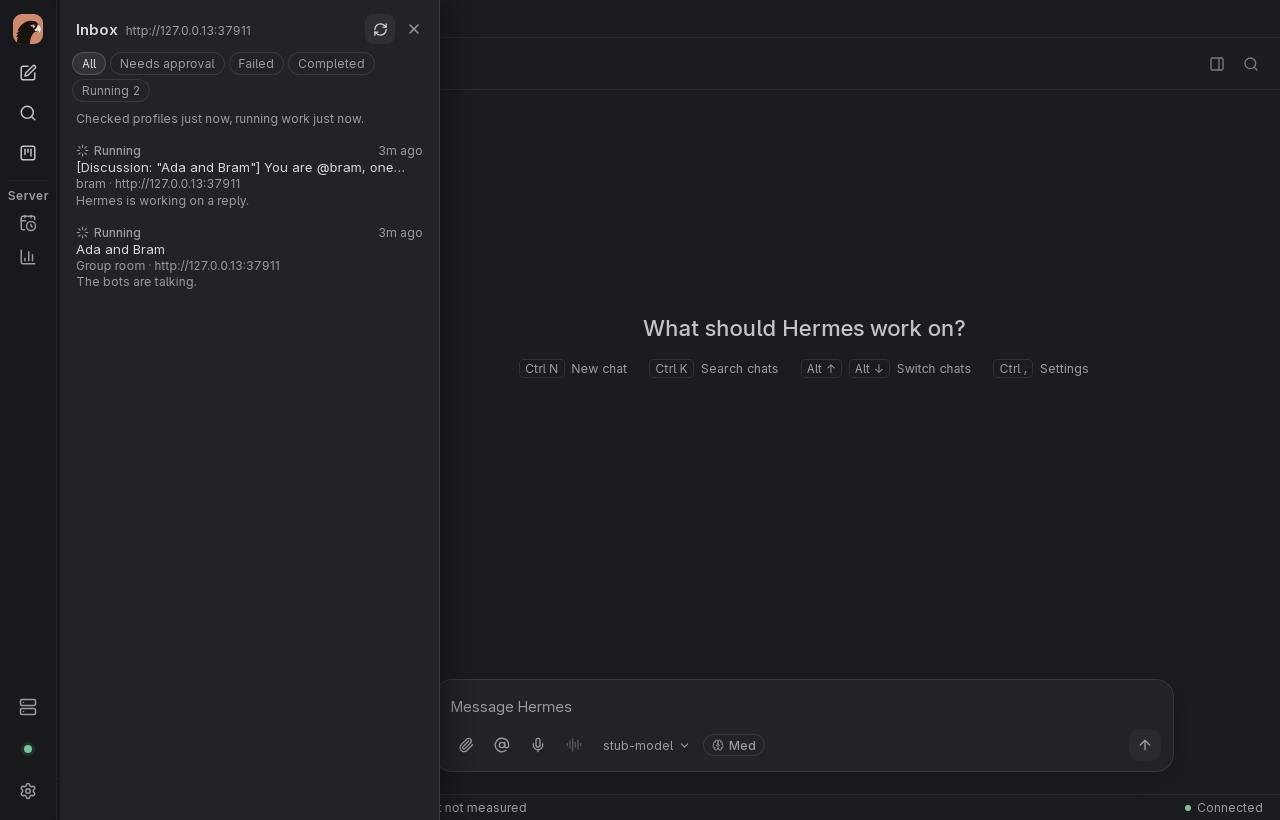 Inbox http://127.0.0.13:37911
All Needs approval Failed Completed
Running 2
Checked profiles just now, running work just now.
Running 3m ago
[Discussion: "Ada and Bram"] You are @bram, one…
bram · http://127.0.0.13:37911
Hermes is working on a reply.
Running 3m ago
Ada and Bram
Group room · http://127.0.0.13:37911
The bots are talking.
Server
What should Hermes work on?
Ctrl N New chat Ctrl K Search chats Alt ↑ Alt ↓ Switch chats Ctrl , Settings
Message Hermes
stub-model Med
not measured
Connected